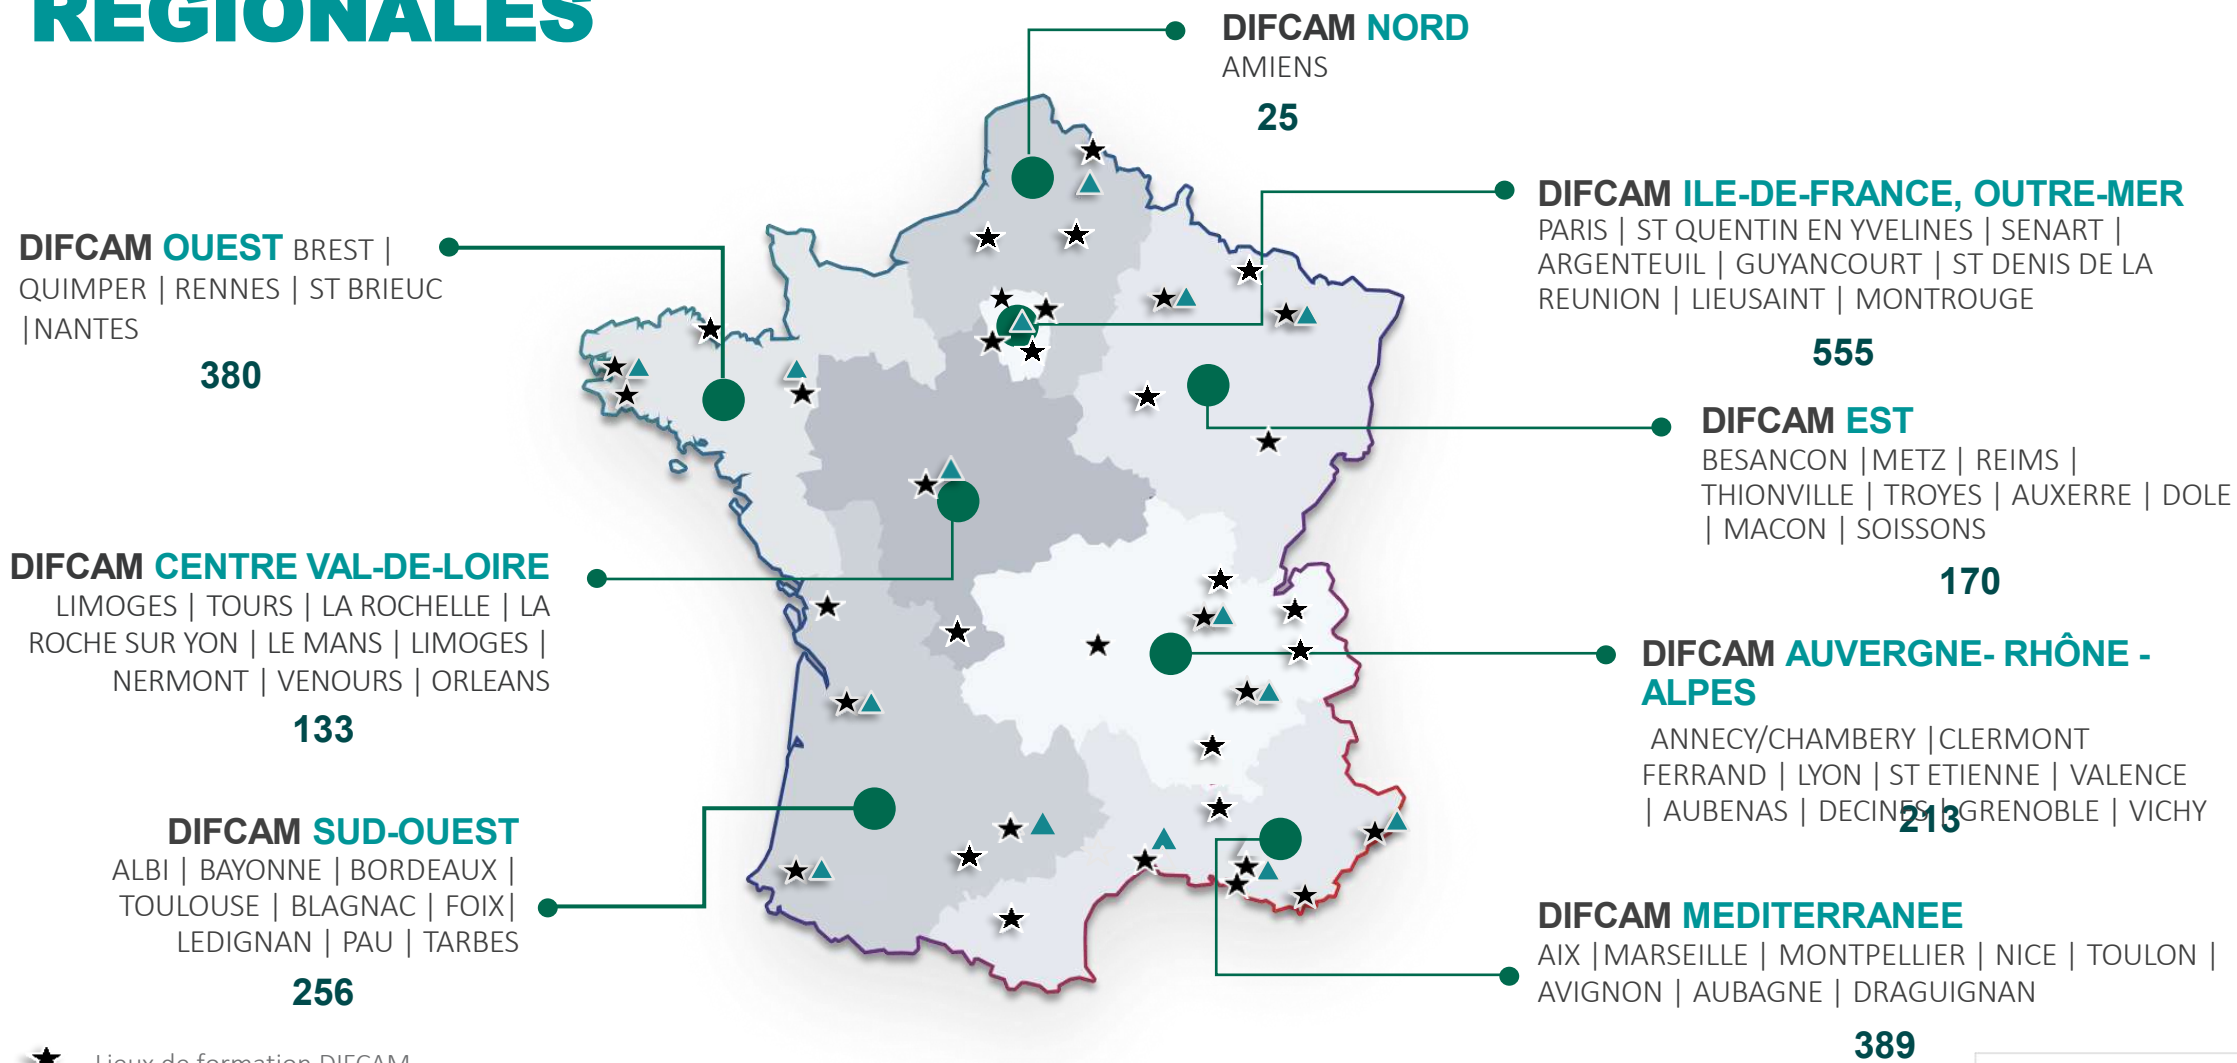 RÉGIONALES
DIFCAM NORD
AMIENS
25
DIFCAM ILE-DE-FRANCE, OUTRE-MER
PARIS | ST QUENTIN EN YVELINES | SENART |
ARGENTEUIL | GUYANCOURT | ST DENIS DE LA
REUNION | LIEUSAINT | MONTROUGE
555
DIFCAM OUEST BREST |
QUIMPER | RENNES | ST BRIEUC
|NANTES
380
DIFCAM EST
BESANCON |METZ | REIMS |
THIONVILLE | TROYES | AUXERRE | DOLE
| MACON | SOISSONS
170
DIFCAM CENTRE VAL-DE-LOIRE
LIMOGES | TOURS | LA ROCHELLE | LA
ROCHE SUR YON | LE MANS | LIMOGES |
NERMONT | VENOURS | ORLEANS
133
DIFCAM AUVERGNE- RHÔNE -
ALPES
ANNECY/CHAMBERY |CLERMONT
FERRAND | LYON | ST ETIENNE | VALENCE
| AUBENAS | DECINES | GRENOBLE | VICHY
213
DIFCAM SUD-OUEST
ALBI | BAYONNE | BORDEAUX |
TOULOUSE | BLAGNAC | FOIX|
LEDIGNAN | PAU | TARBES
256
DIFCAM MEDITERRANEE
AIX |MARSEILLE | MONTPELLIER | NICE | TOULON |
AVIGNON | AUBAGNE | DRAGUIGNAN
389
Lieux de formation DIFCAM